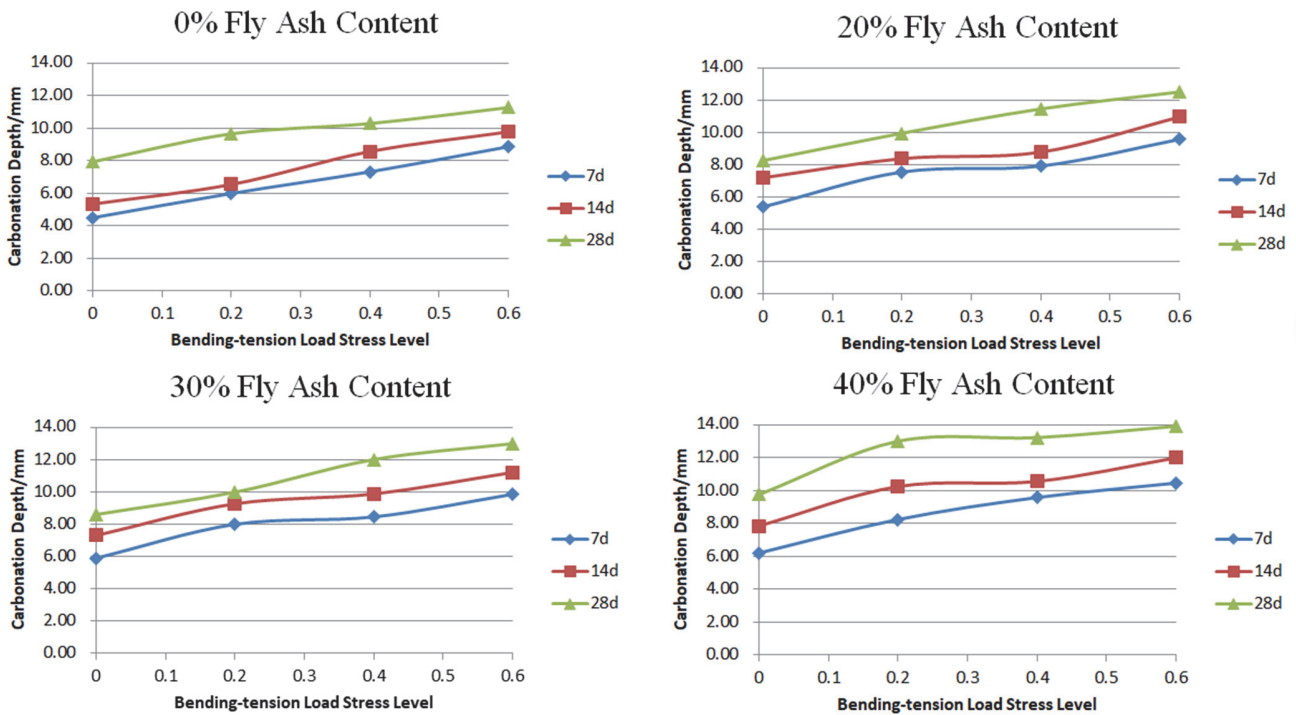 0% Fly Ash Content
Carbonation Depth/mm
14.00
12.00
10.00
8.00
6.00
4.00
2.00
0.00
0 0.1 0.2 0.3 0.4 0.5 0.6
Bending-tension Load Stress Level
7d
14d
28d
20% Fly Ash Content
Carbonation Depth/mm
14.00
12.00
10.00
8.00
6.00
4.00
2.00
0.00
0 0.1 0.2 0.3 0.4 0.5 0.6
Bending-tension Load Stress Level
7d
14d
28d
30% Fly Ash Content
Carbonation Depth/mm
14.00
12.00
10.00
8.00
6.00
4.00
2.00
0.00
0 0.1 0.2 0.3 0.4 0.5 0.6
Bending-tension Load Stress Level
7d
14d
28d
40% Fly Ash Content
Carbonation Depth/mm
14.00
12.00
10.00
8.00
6.00
4.00
2.00
0.00
0 0.1 0.2 0.3 0.4 0.5 0.6
Bending-tension Load Stress Level
7d
14d
28d